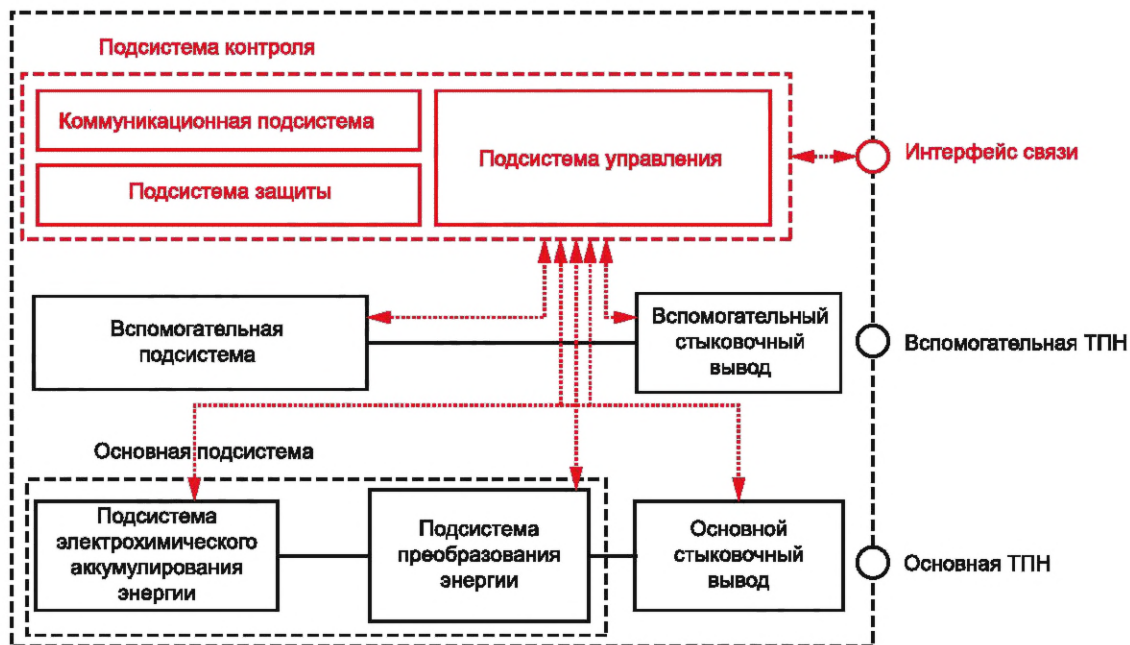 Подсистема контроля
Коммуникационная подсистема
Подсистема защиты
Подсистема управления
Интерфейс связи
Вспомогательная
подсистема
Вспомогательный
стыковочный
вывод
Вспомогательная ТПН
Основная подсистема
Подсистема
электрохимического
аккумулирования
энергии
Подсистема
преобразования
энергии
Основной
стыковочный
вывод
Основная ТПН